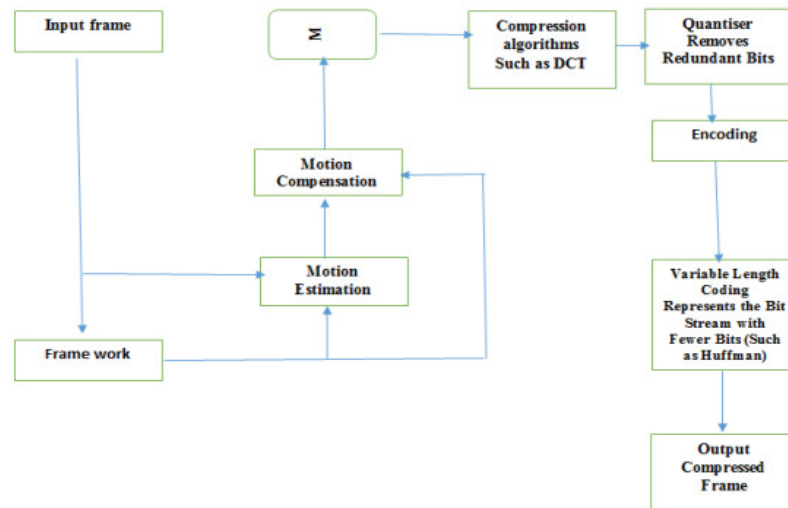 Input frame
M
Compression
algorithms
Such as DCT
Quantiser
Removes
Redundant Bits
Encoding
Motion
Compensation
Motion
Estimation
Variable Length
Coding
Represents the Bit
Stream with
Fewer Bits (Such
as Huffman)
Frame work
Output
Compressed
Frame